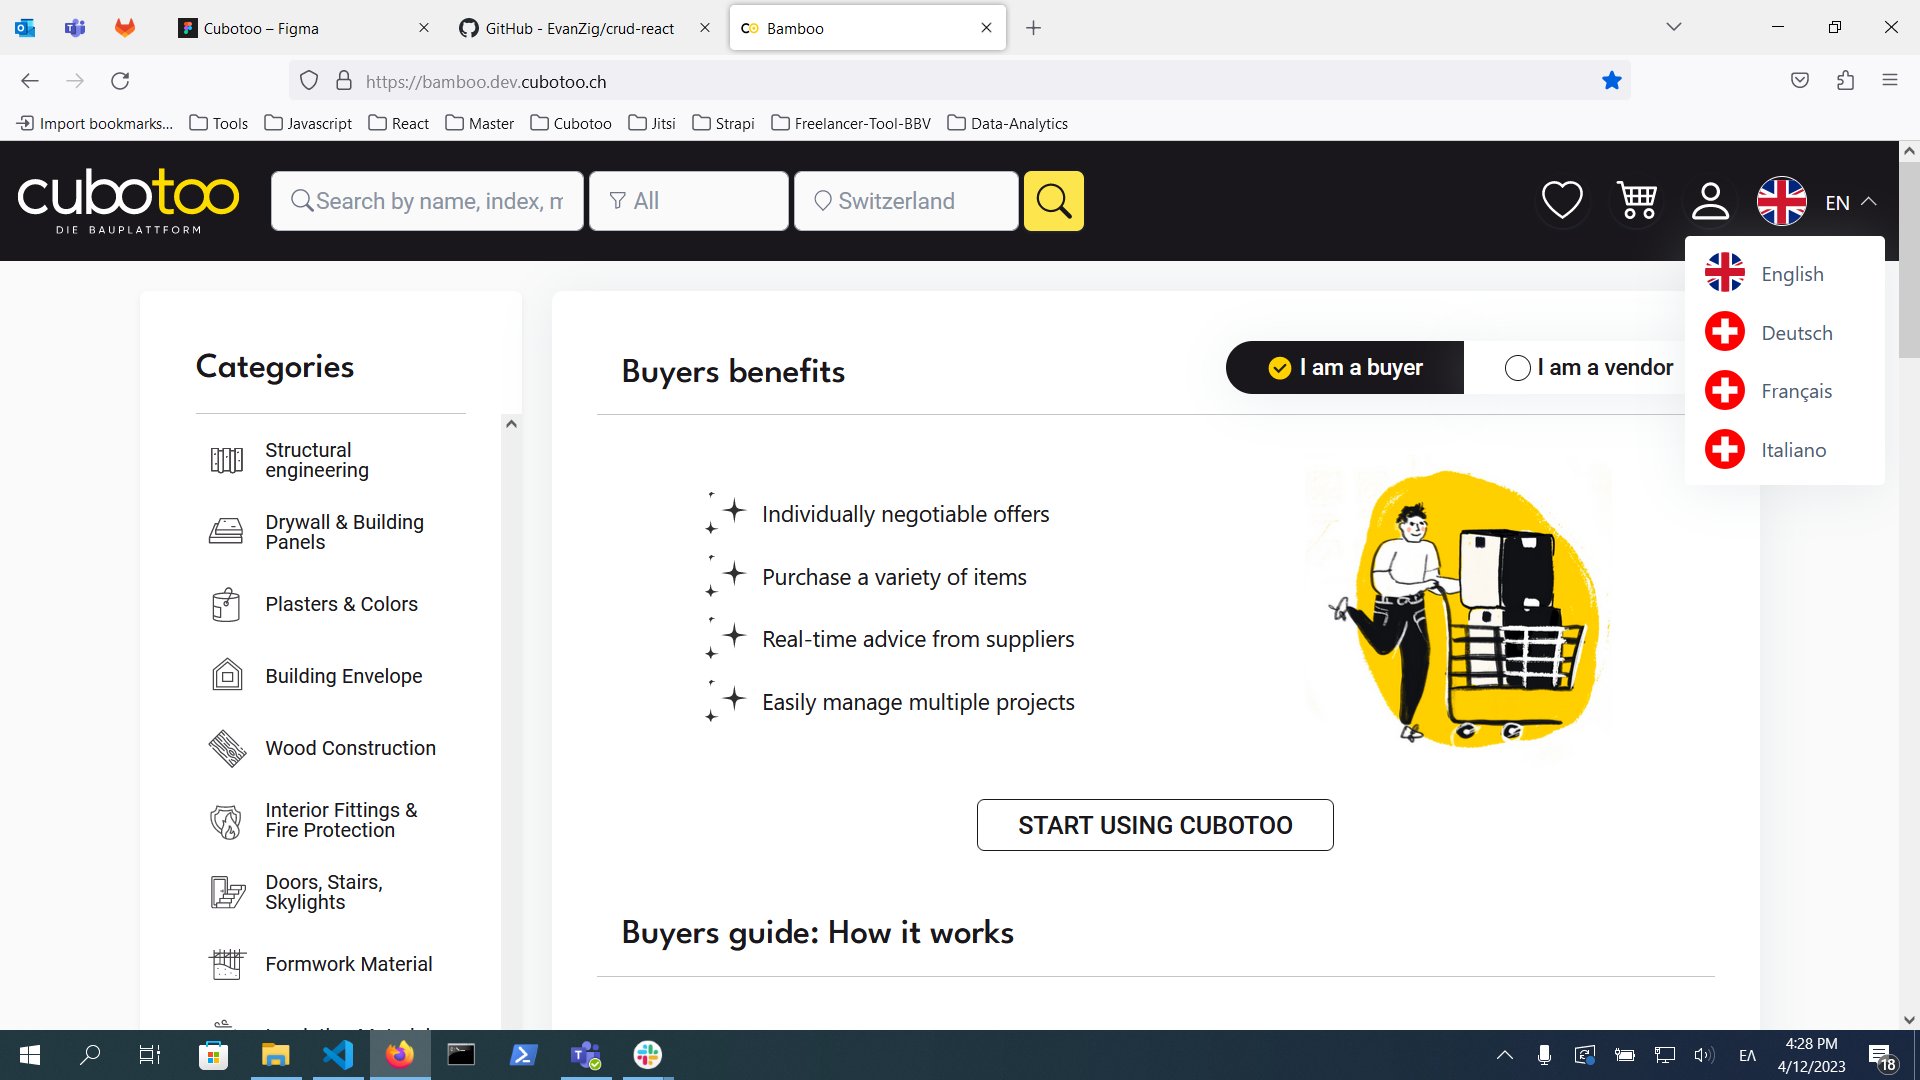 Cubotoo – Figma
GitHub - EvanZig/crud-react
Bamboo
https://bamboo.dev.cubotoo.ch
Import bookmarks...
Tools
Javascript
React
Master
Cubotoo
Jitsi
Strapi
Freelancer-Tool-BBV
Data-Analytics
cubotoo
DIE BAUPLATTFORM
Search by name, index, m
All
Switzerland
EN
English
Deutsch
Français
Italiano
Categories
Structural
engineering
Drywall & Building
Panels
Plasters & Colors
Building Envelope
Wood Construction
Interior Fittings &
Fire Protection
Doors, Stairs,
Skylights
Formwork Material
Buyers benefits
I am a buyer
I am a vendor
Individually negotiable offers
Purchase a variety of items
Real-time advice from suppliers
Easily manage multiple projects
START USING CUBOTOO
Buyers guide: How it works
ΕΛ
4:28 PM
4/12/2023
18